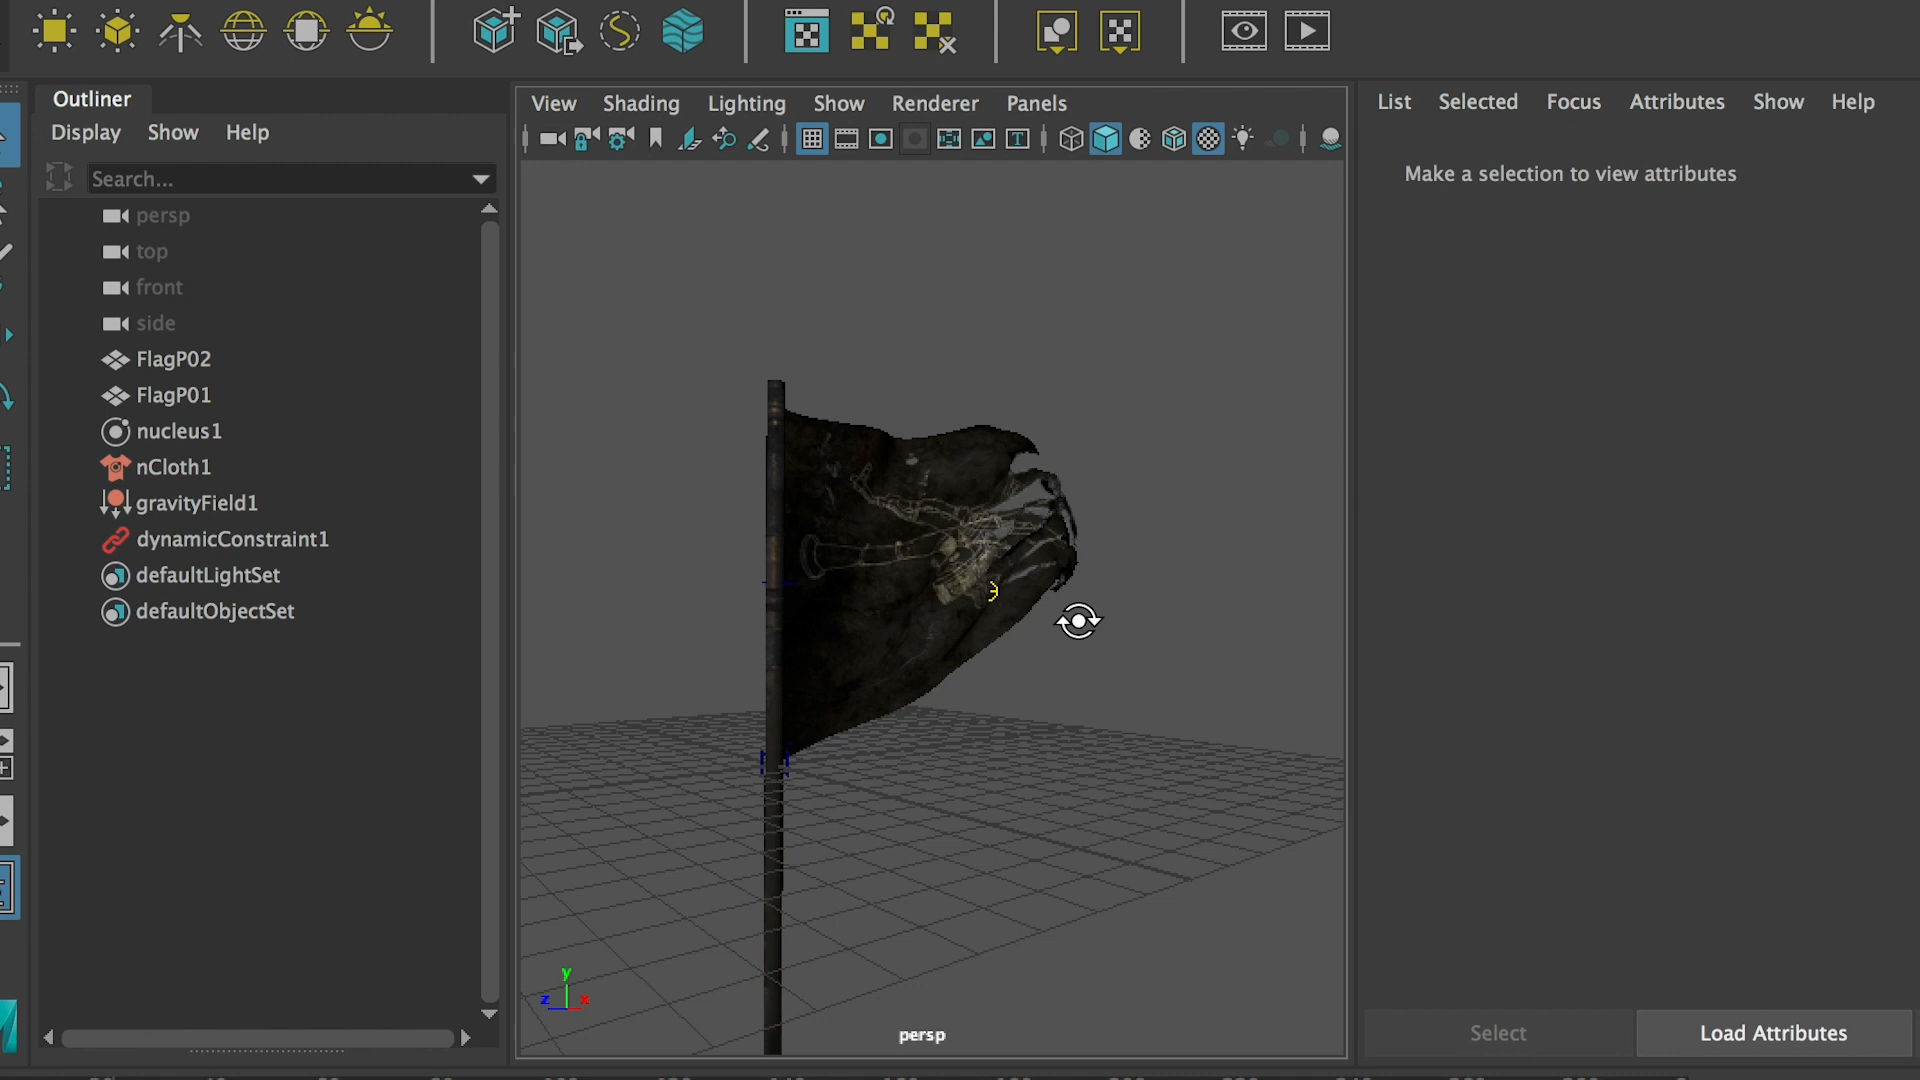 Outliner
Display Show Help
Search...
persp
top
front
side
FlagP02
FlagP01
nucleus1
nCloth1
gravityField1
dynamicConstraint1
defaultLightSet
defaultObjectSet
View Shading Lighting Show Renderer Panels
y
z x
persp
List Selected Focus Attributes Show Help
Make a selection to view attributes
Select Load Attributes